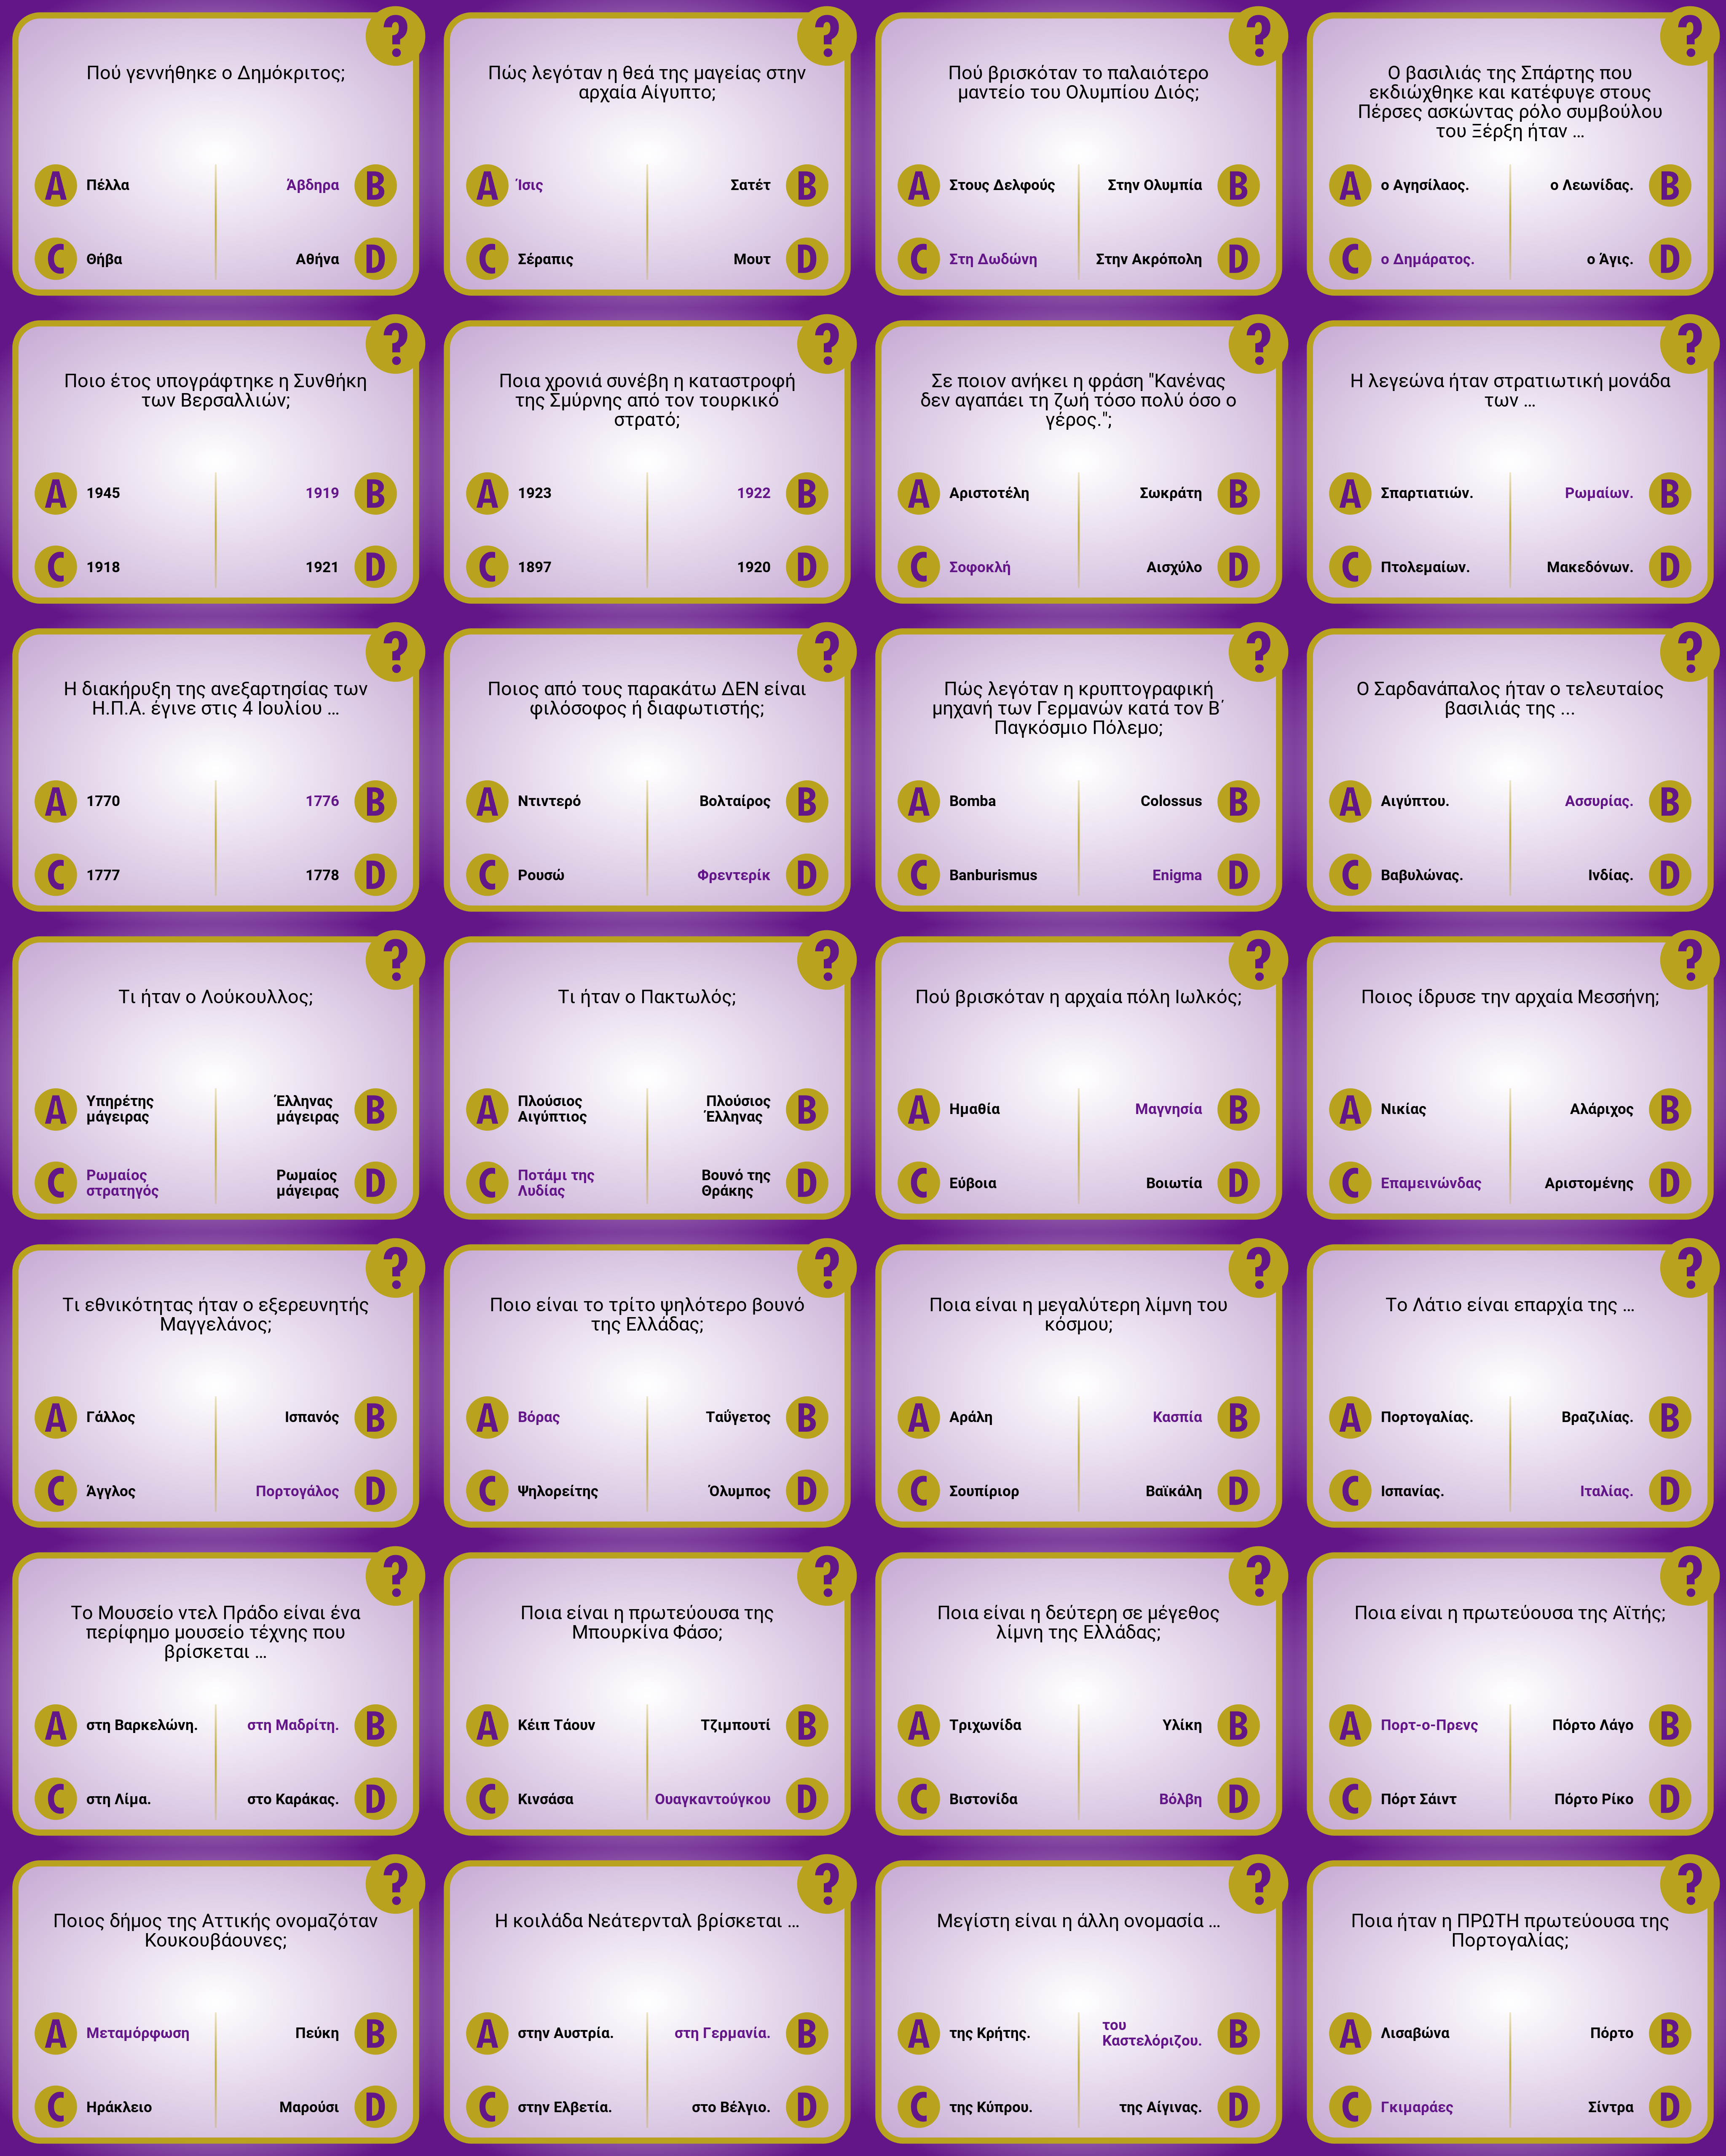 ?
Πού γεννήθηκε ο Δημόκριτος;
A Πέλλα
Άβδηρα B
C Θήβα
Αθήνα D
?
Πώς λεγόταν η θεά της μαγείας στην
αρχαία Αίγυπτο;
A Ίσις
Σατέτ B
C Σέραπις
Μουτ D
?
Πού βρισκόταν το παλαιότερο
μαντείο του Ολυμπίου Διός;
A Στους Δελφούς
Στην Ολυμπία B
C Στη Δωδώνη
Στην Ακρόπολη D
?
Ο βασιλιάς της Σπάρτης που
εκδιώχθηκε και κατέφυγε στους
Πέρσες ασκώντας ρόλο συμβούλου
του Ξέρξη ήταν ...
A ο Αγησίλαος.
ο Λεωνίδας. B
C ο Δημάρατος.
ο Άγις. D
?
Ποιο έτος υπογράφτηκε η Συνθήκη
των Βερσαλλιών;
A 1945
1919 B
C 1918
1921 D
?
Ποια χρονιά συνέβη η καταστροφή
της Σμύρνης από τον τουρκικό
στρατό;
A 1923
1922 B
C 1897
1920 D
?
Σε ποιον ανήκει η φράση "Κανένας
δεν αγαπάει τη ζωή τόσο πολύ όσο ο
γέρος.";
A Αριστοτέλη
Σωκράτη B
C Σοφοκλή
Αισχύλο D
?
Η λεγεώνα ήταν στρατιωτική μονάδα
των ...
A Σπαρτιατιών.
Ρωμαίων. B
C Πτολεμαίων.
Μακεδόνων. D
?
Η διακήρυξη της ανεξαρτησίας των
Η.Π.Α. έγινε στις 4 Ιουλίου ...
A 1770
1776 B
C 1777
1778 D
?
Ποιος από τους παρακάτω ΔΕΝ είναι
φιλόσοφος ή διαφωτιστής;
A Ντιντερό
Βολταίρος B
C Ρουσώ
Φρεντερίκ D
?
Πώς λεγόταν η κρυπτογραφική
μηχανή των Γερμανών κατά τον Β΄
Παγκόσμιο Πόλεμο;
A Bomba
Colossus B
C Banburismus
Enigma D
?
Ο Σαρδανάπαλος ήταν ο τελευταίος
βασιλιάς της ...
A Αιγύπτου.
Ασσυρίας. B
C Βαβυλώνας.
Ινδίας. D
?
Τι ήταν ο Λούκουλλος;
A Υπηρέτης
μάγειρας
Έλληνας
μάγειρας B
C Ρωμαίος
στρατηγός
Ρωμαίος
μάγειρας D
?
Τι ήταν ο Πακτωλός;
A Πλούσιος
Αιγύπτιος
Πλούσιος
Έλληνας B
C Ποτάμι της
Λυδίας
Βουνό της
Θράκης D
?
Πού βρισκόταν η αρχαία πόλη Ιωλκός;
A Ημαθία
Μαγνησία B
C Εύβοια
Βοιωτία D
?
Ποιος ίδρυσε την αρχαία Μεσσήνη;
A Νικίας
Αλάριχος B
C Επαμεινώνδας
Αριστομένης D
?
Τι εθνικότητας ήταν ο εξερευνητής
Μαγγελάνος;
A Γάλλος
Ισπανός B
C Άγγλος
Πορτογάλος D
?
Ποιο είναι το τρίτο ψηλότερο βουνό
της Ελλάδας;
A Βόρας
Ταΰγετος B
C Ψηλορείτης
Όλυμπος D
?
Ποια είναι η μεγαλύτερη λίμνη του
κόσμου;
A Αράλη
Κασπία B
C Σουπίριορ
Βαϊκάλη D
?
Το Λάτιο είναι επαρχία της ...
A Πορτογαλίας.
Βραζιλίας. B
C Ισπανίας.
Ιταλίας. D
?
Το Μουσείο ντελ Πράδο είναι ένα
περίφημο μουσείο τέχνης που
βρίσκεται ...
A στη Βαρκελώνη.
στη Μαδρίτη. B
C στη Λίμα.
στο Καράκας. D
?
Ποια είναι η πρωτεύουσα της
Μπουρκίνα Φάσο;
A Κέιπ Τάουν
Τζιμπουτί B
C Κινσάσα
Ουαγκαντούγκου D
?
Ποια είναι η δεύτερη σε μέγεθος
λίμνη της Ελλάδας;
A Τριχωνίδα
Υλίκη B
C Βιστονίδα
Βόλβη D
?
Ποια είναι η πρωτεύουσα της Αϊτής;
A Πορτ-ο-Πρενς
Πόρτο Λάγο B
C Πόρτ Σάιντ
Πόρτο Ρίκο D
?
Ποιος δήμος της Αττικής ονομαζόταν
Κουκουβάουνες;
A Μεταμόρφωση
Πεύκη B
C Ηράκλειο
Μαρούσι D
?
Η κοιλάδα Νεάτερνταλ βρίσκεται ...
A στην Αυστρία.
στη Γερμανία. B
C στην Ελβετία.
στο Βέλγιο. D
?
Μεγίστη είναι η άλλη ονομασία ...
A της Κρήτης.
του
Καστελόριζου. B
C της Κύπρου.
της Αίγινας. D
?
Ποια ήταν η ΠΡΩΤΗ πρωτεύουσα της
Πορτογαλίας;
A Λισαβώνα
Πόρτο B
C Γκιμαράες
Σίντρα D